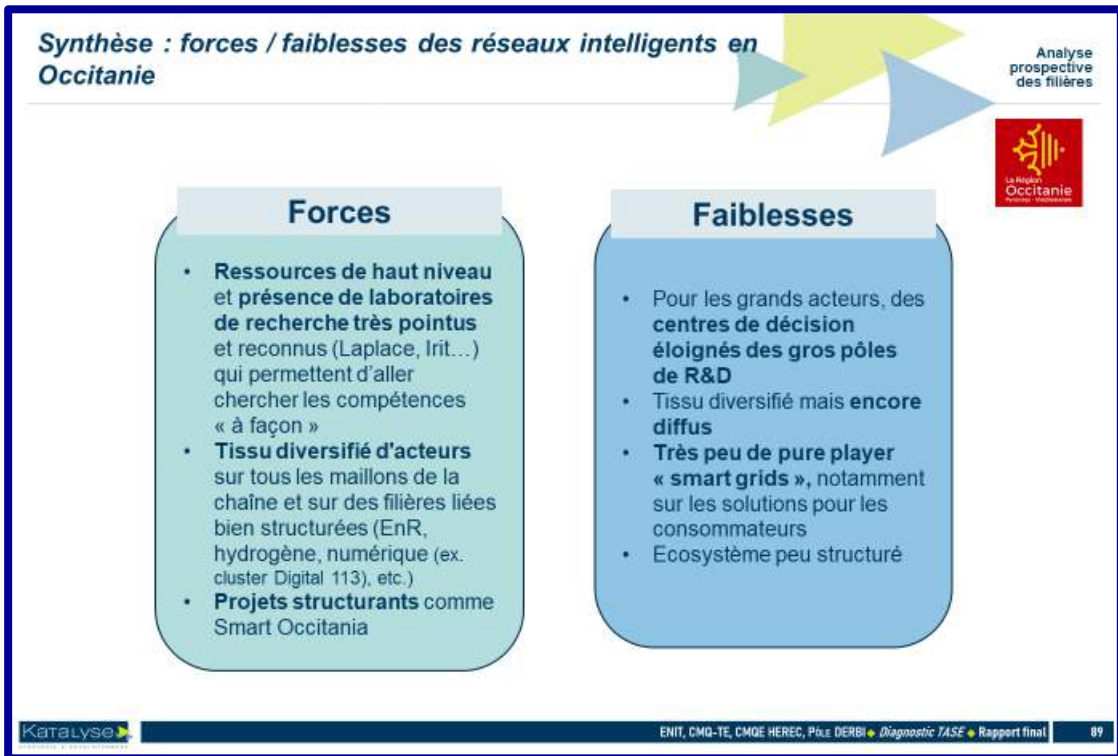 Synthèse : forces / faiblesses des réseaux intelligents en
Occitanie
Analyse
prospective
des filières
La Région
Occitanie
Pyrénées - Méditerranée
Forces
• Ressources de haut niveau
et présence de laboratoires
de recherche très pointus
et reconnus (Laplace, Irit…)
qui permettent d'aller
chercher les compétences
« à façon »
• Tissu diversifié d'acteurs
sur tous les maillons de la
chaîne et sur des filières liées
bien structurées (EnR,
hydrogène, numérique (ex.
cluster Digital 113), etc.)
• Projets structurants comme
Smart Occitania
Faiblesses
• Pour les grands acteurs, des
centres de décision
éloignés des gros pôles
de R&D
• Tissu diversifié mais encore
diffus
• Très peu de pure player
« smart grids », notamment
sur les solutions pour les
consommateurs
• Ecosystème peu structuré
Katalyse
ENIT, CMQ-TE, CMQE HEREC, Pôle DERBI ◆ Diagnostic TASE ◆ Rapport final 89